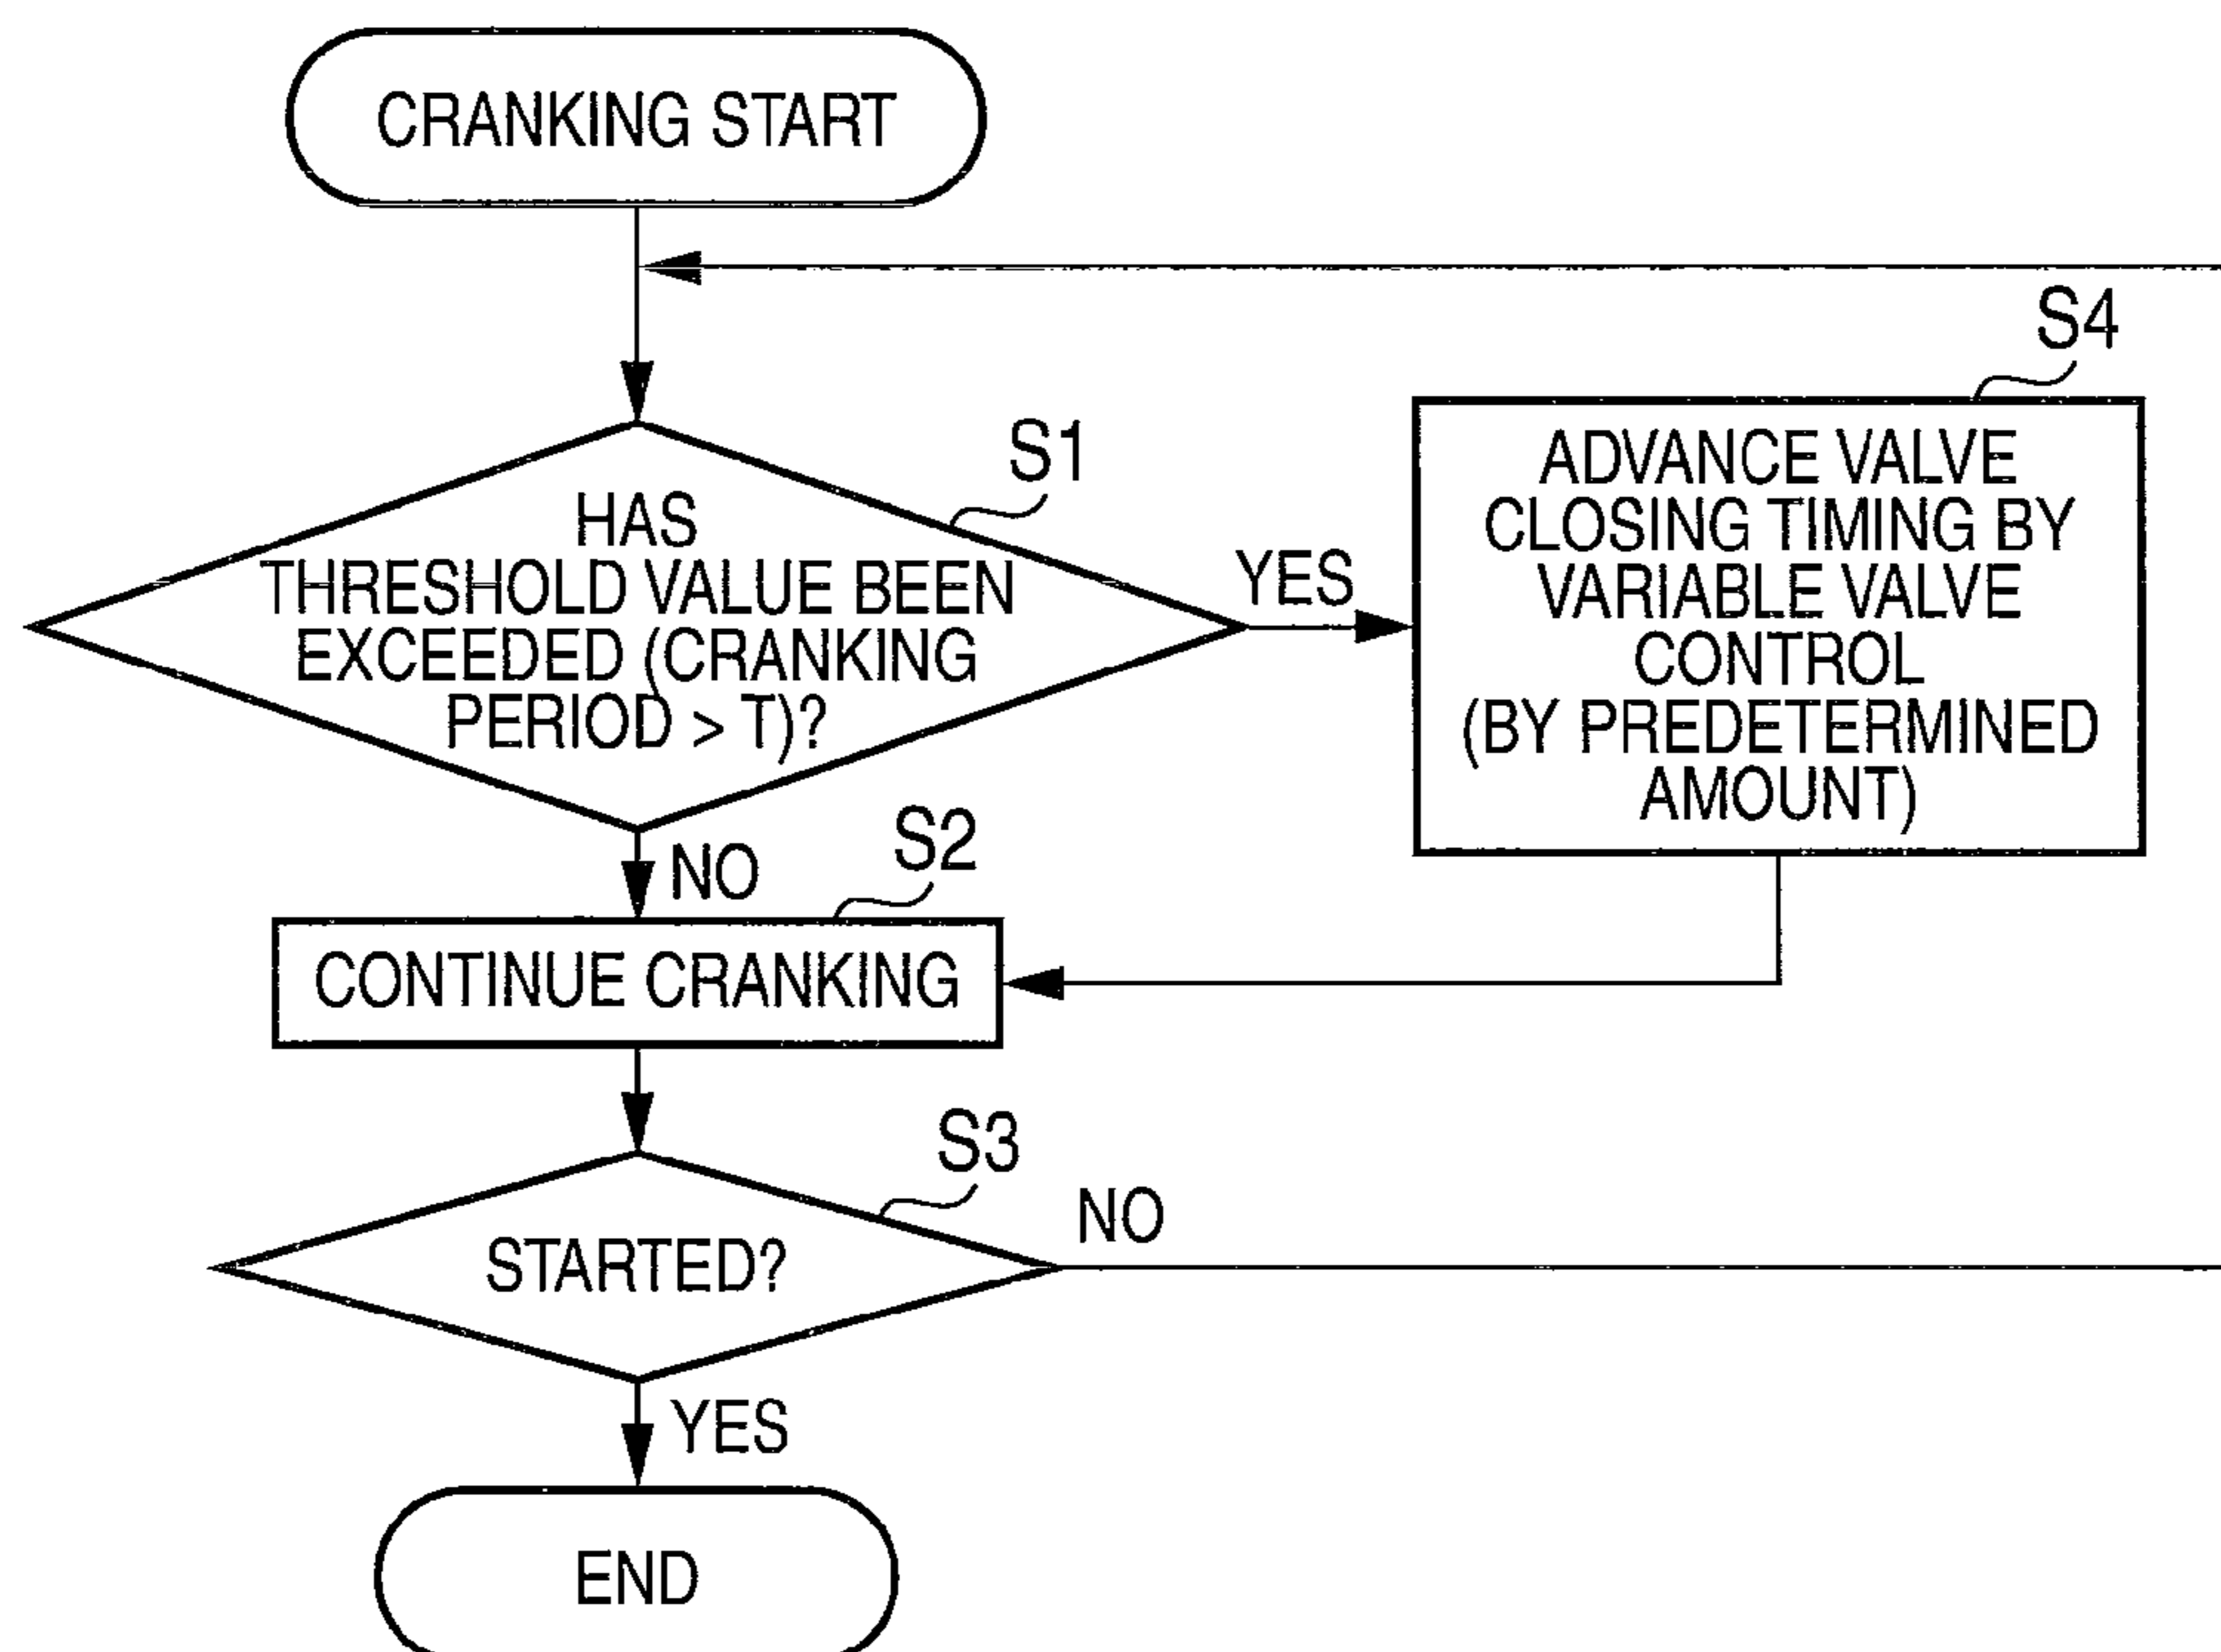 CRANKING START
S4
S1
HAS
THRESHOLD VALUE BEEN
EXCEEDED (CRANKING
PERIOD > T)?
YES
ADVANCE VALVE
CLOSING TIMING BY
VARIABLE VALVE
CONTROL
(BY PREDETERMINED
AMOUNT)
NO
S2
CONTINUE CRANKING
S3
STARTED?
NO
YES
END